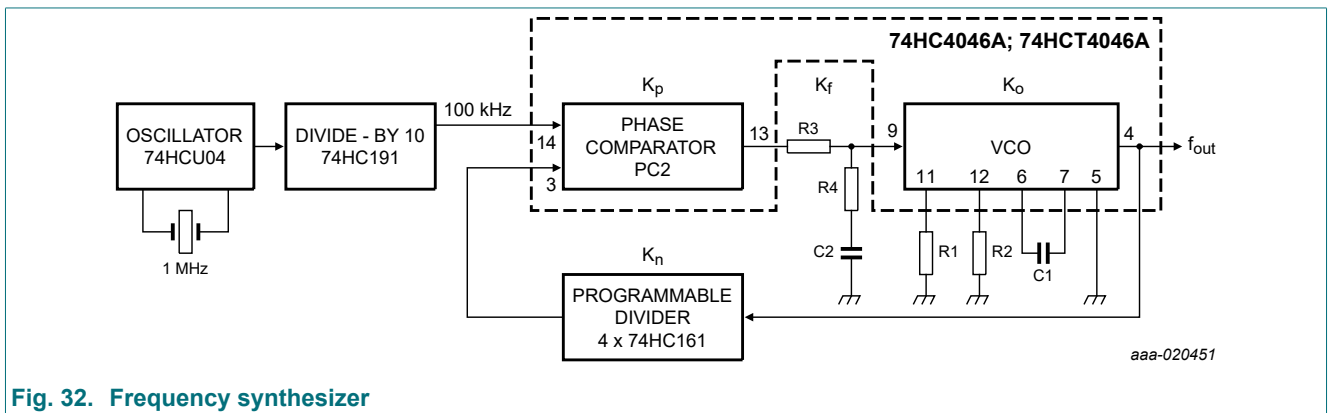 74HC4046A; 74HCT4046A
Kp
Kf
Ko
OSCILLATOR
74HCU04
DIVIDE - BY 10
74HC191
100 kHz
14
3
PHASE
COMPARATOR
PC2
13
R3
R4
C2
9
VCO
4
fout
11
12
6
7
5
R1
R2
C1
1 MHz
Kn
PROGRAMMABLE
DIVIDER
4 x 74HC161
aaa-020451
Fig. 32. Frequency synthesizer